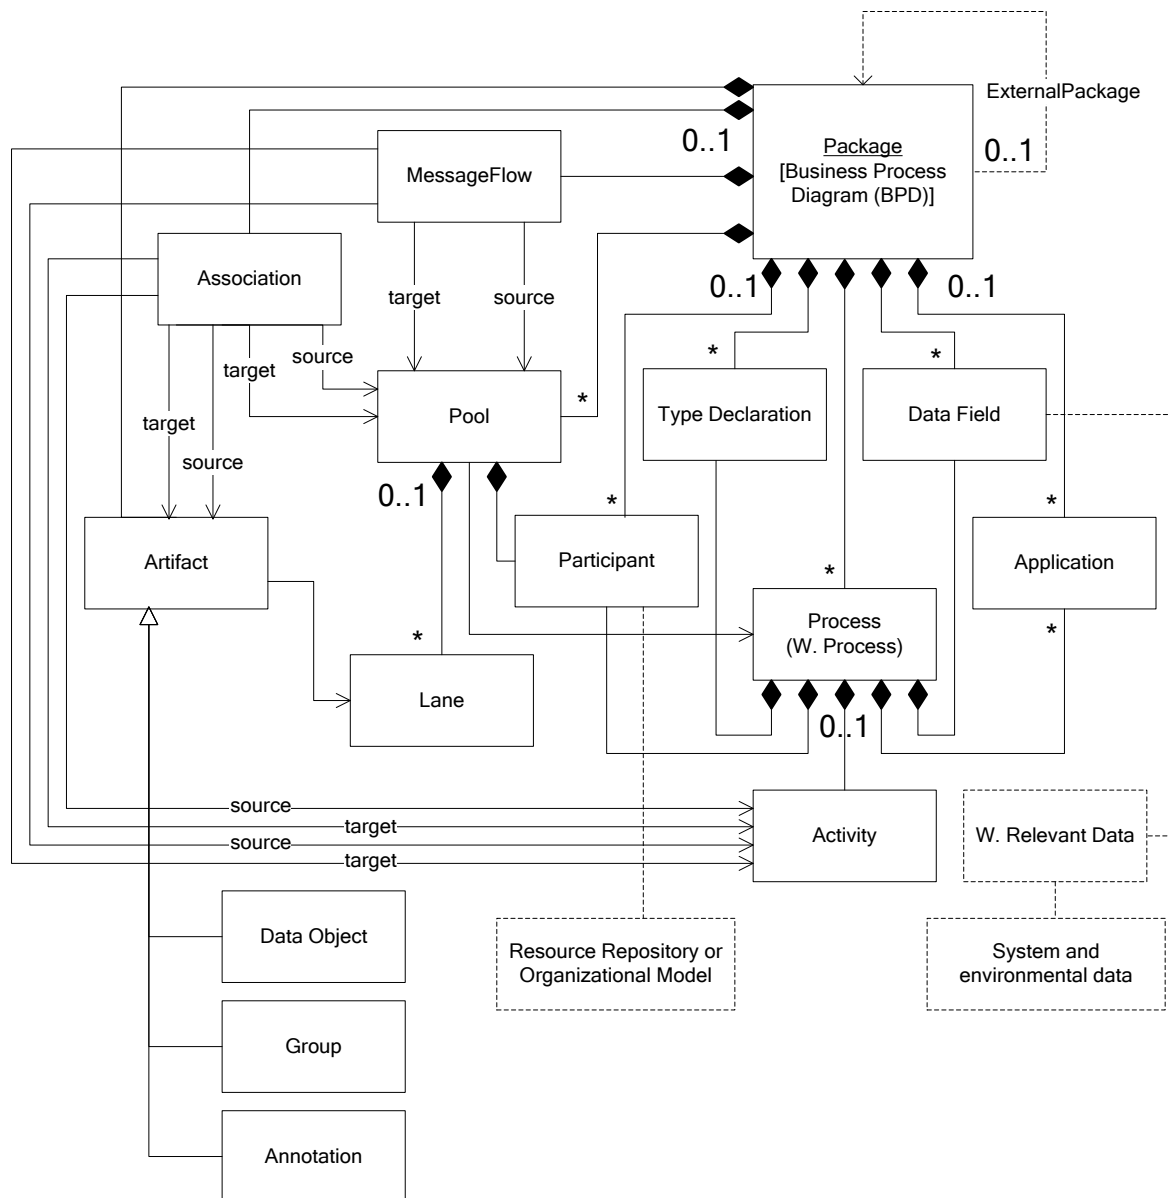 ExternalPackage
0..1
0..1
Package
[Business Process
Diagram (BPD)]
MessageFlow
Association
0..1
0..1
target
source
source
target
target
source
*
*
*
Pool
Type Declaration
Data Field
0..1
*
*
Artifact
Participant
Application
*
*
*
Process
(W. Process)
Lane
0..1
source
target
source
target
Activity
W. Relevant Data
Data Object
Resource Repository or
Organizational Model
System and
environmental data
Group
Annotation